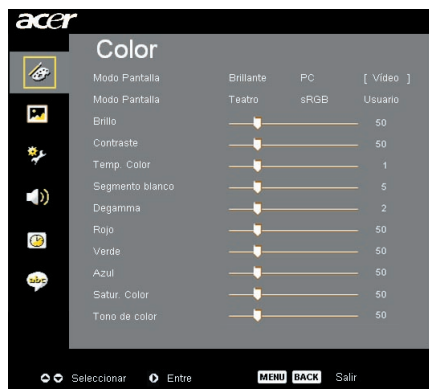 acer
Color
Modo Pantalla Brillante PC [ Vídeo ]
Modo Pantalla Teatro sRGB Usuario
Brillo 50
Contraste 50
Temp. Color 1
Segmento blanco 5
Degamma 2
Rojo 50
Verde 50
Azul 50
Satur. Color 50
Tono de color 50
abc
Seleccionar Entre MENU BACK Salir